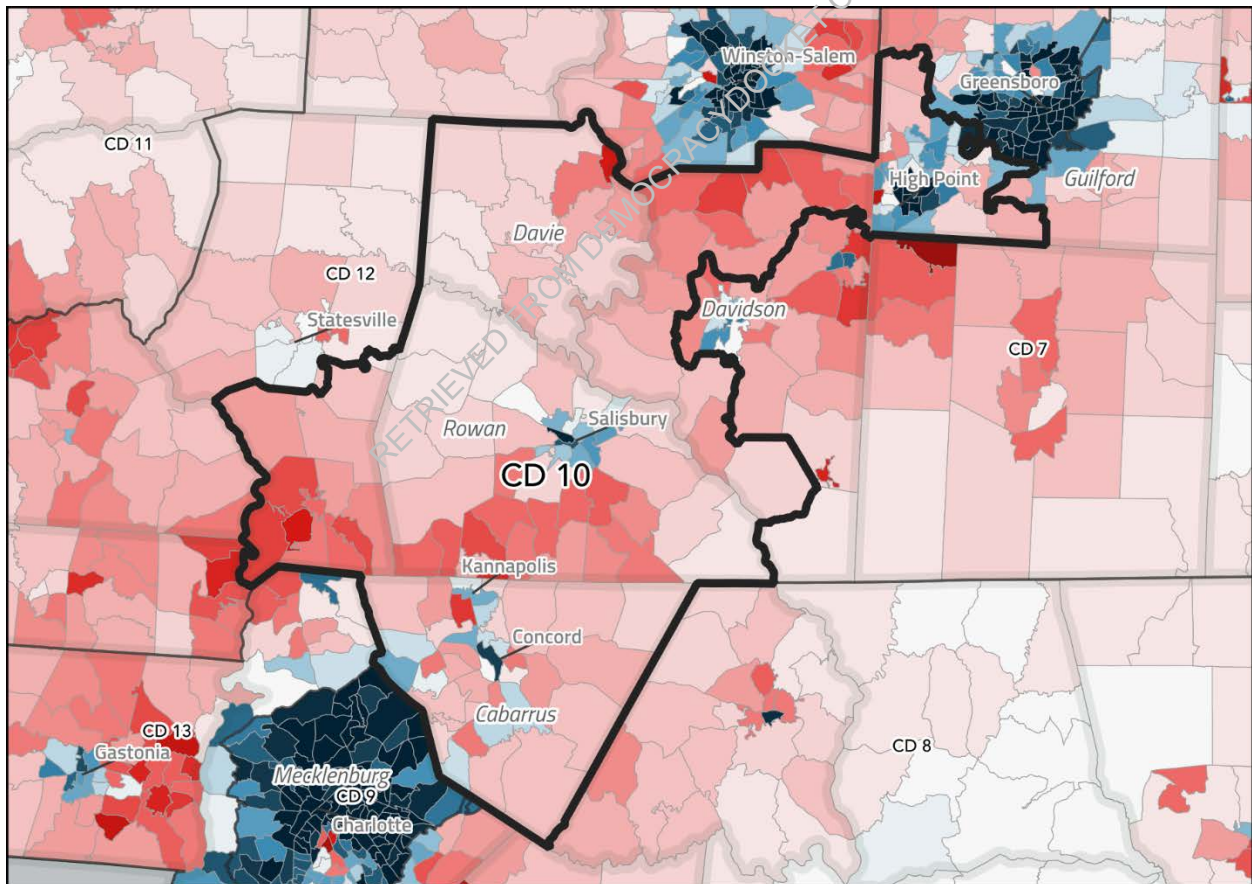 Winston-Salem
Greensboro
CD 11
High Point
Guilford
Davie
CD 12
Statesville
Davidson
CD 7
Rowan
Salisbury
CD 10
Kannapolis
Concord
Cabarrus
CD 13
Gastonia
Mecklenburg
CD 9
Charlotte
CD 8
RETRIEVED FROM DEMOCRACYDOCKET.CO